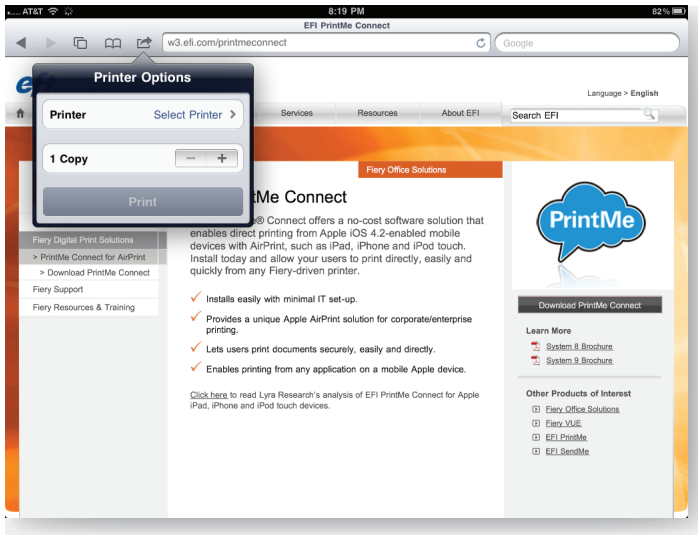 .... AT&T
8:19 PM
82%
EFI PrintMe Connect
w3.efi.com/printmeconnect
Google
Printer Options
Printer Select Printer >
1 Copy − +
Print
Language > English
Services Resources About EFI
Search EFI
Fiery Office Solutions
tMe Connect
® Connect offers a no-cost software solution that
enables direct printing from Apple iOS 4.2-enabled mobile
devices with AirPrint, such as iPad, iPhone and iPod touch.
Install today and allow your users to print directly, easily and
quickly from any Fiery-driven printer.
Installs easily with minimal IT set-up.
Provides a unique Apple AirPrint solution for corporate/enterprise
printing.
Lets users print documents securely, easily and directly.
Enables printing from any application on a mobile Apple device.
Click here to read Lyra Research's analysis of EFI PrintMe Connect for Apple
iPad, iPhone and iPod touch devices.
Fiery Digital Print Solutions
> PrintMe Connect for AirPrint
> Download PrintMe Connect
Fiery Support
Fiery Resources & Training
PrintMe
Download PrintMe Connect
Learn More
System 8 Brochure
System 9 Brochure
Other Products of Interest
Fiery Office Solutions
Fiery VUE
EFI PrintMe
EFI SendMe